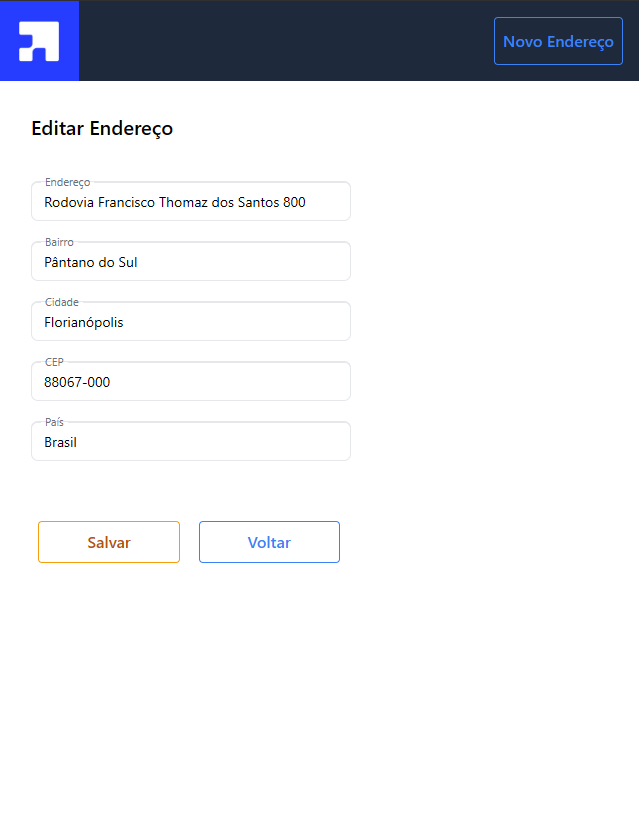 Novo Endereço
Editar Endereço
Endereço
Rodovia Francisco Thomaz dos Santos 800
Bairro
Pântano do Sul
Cidade
Florianópolis
CEP
88067-000
País
Brasil
Salvar
Voltar